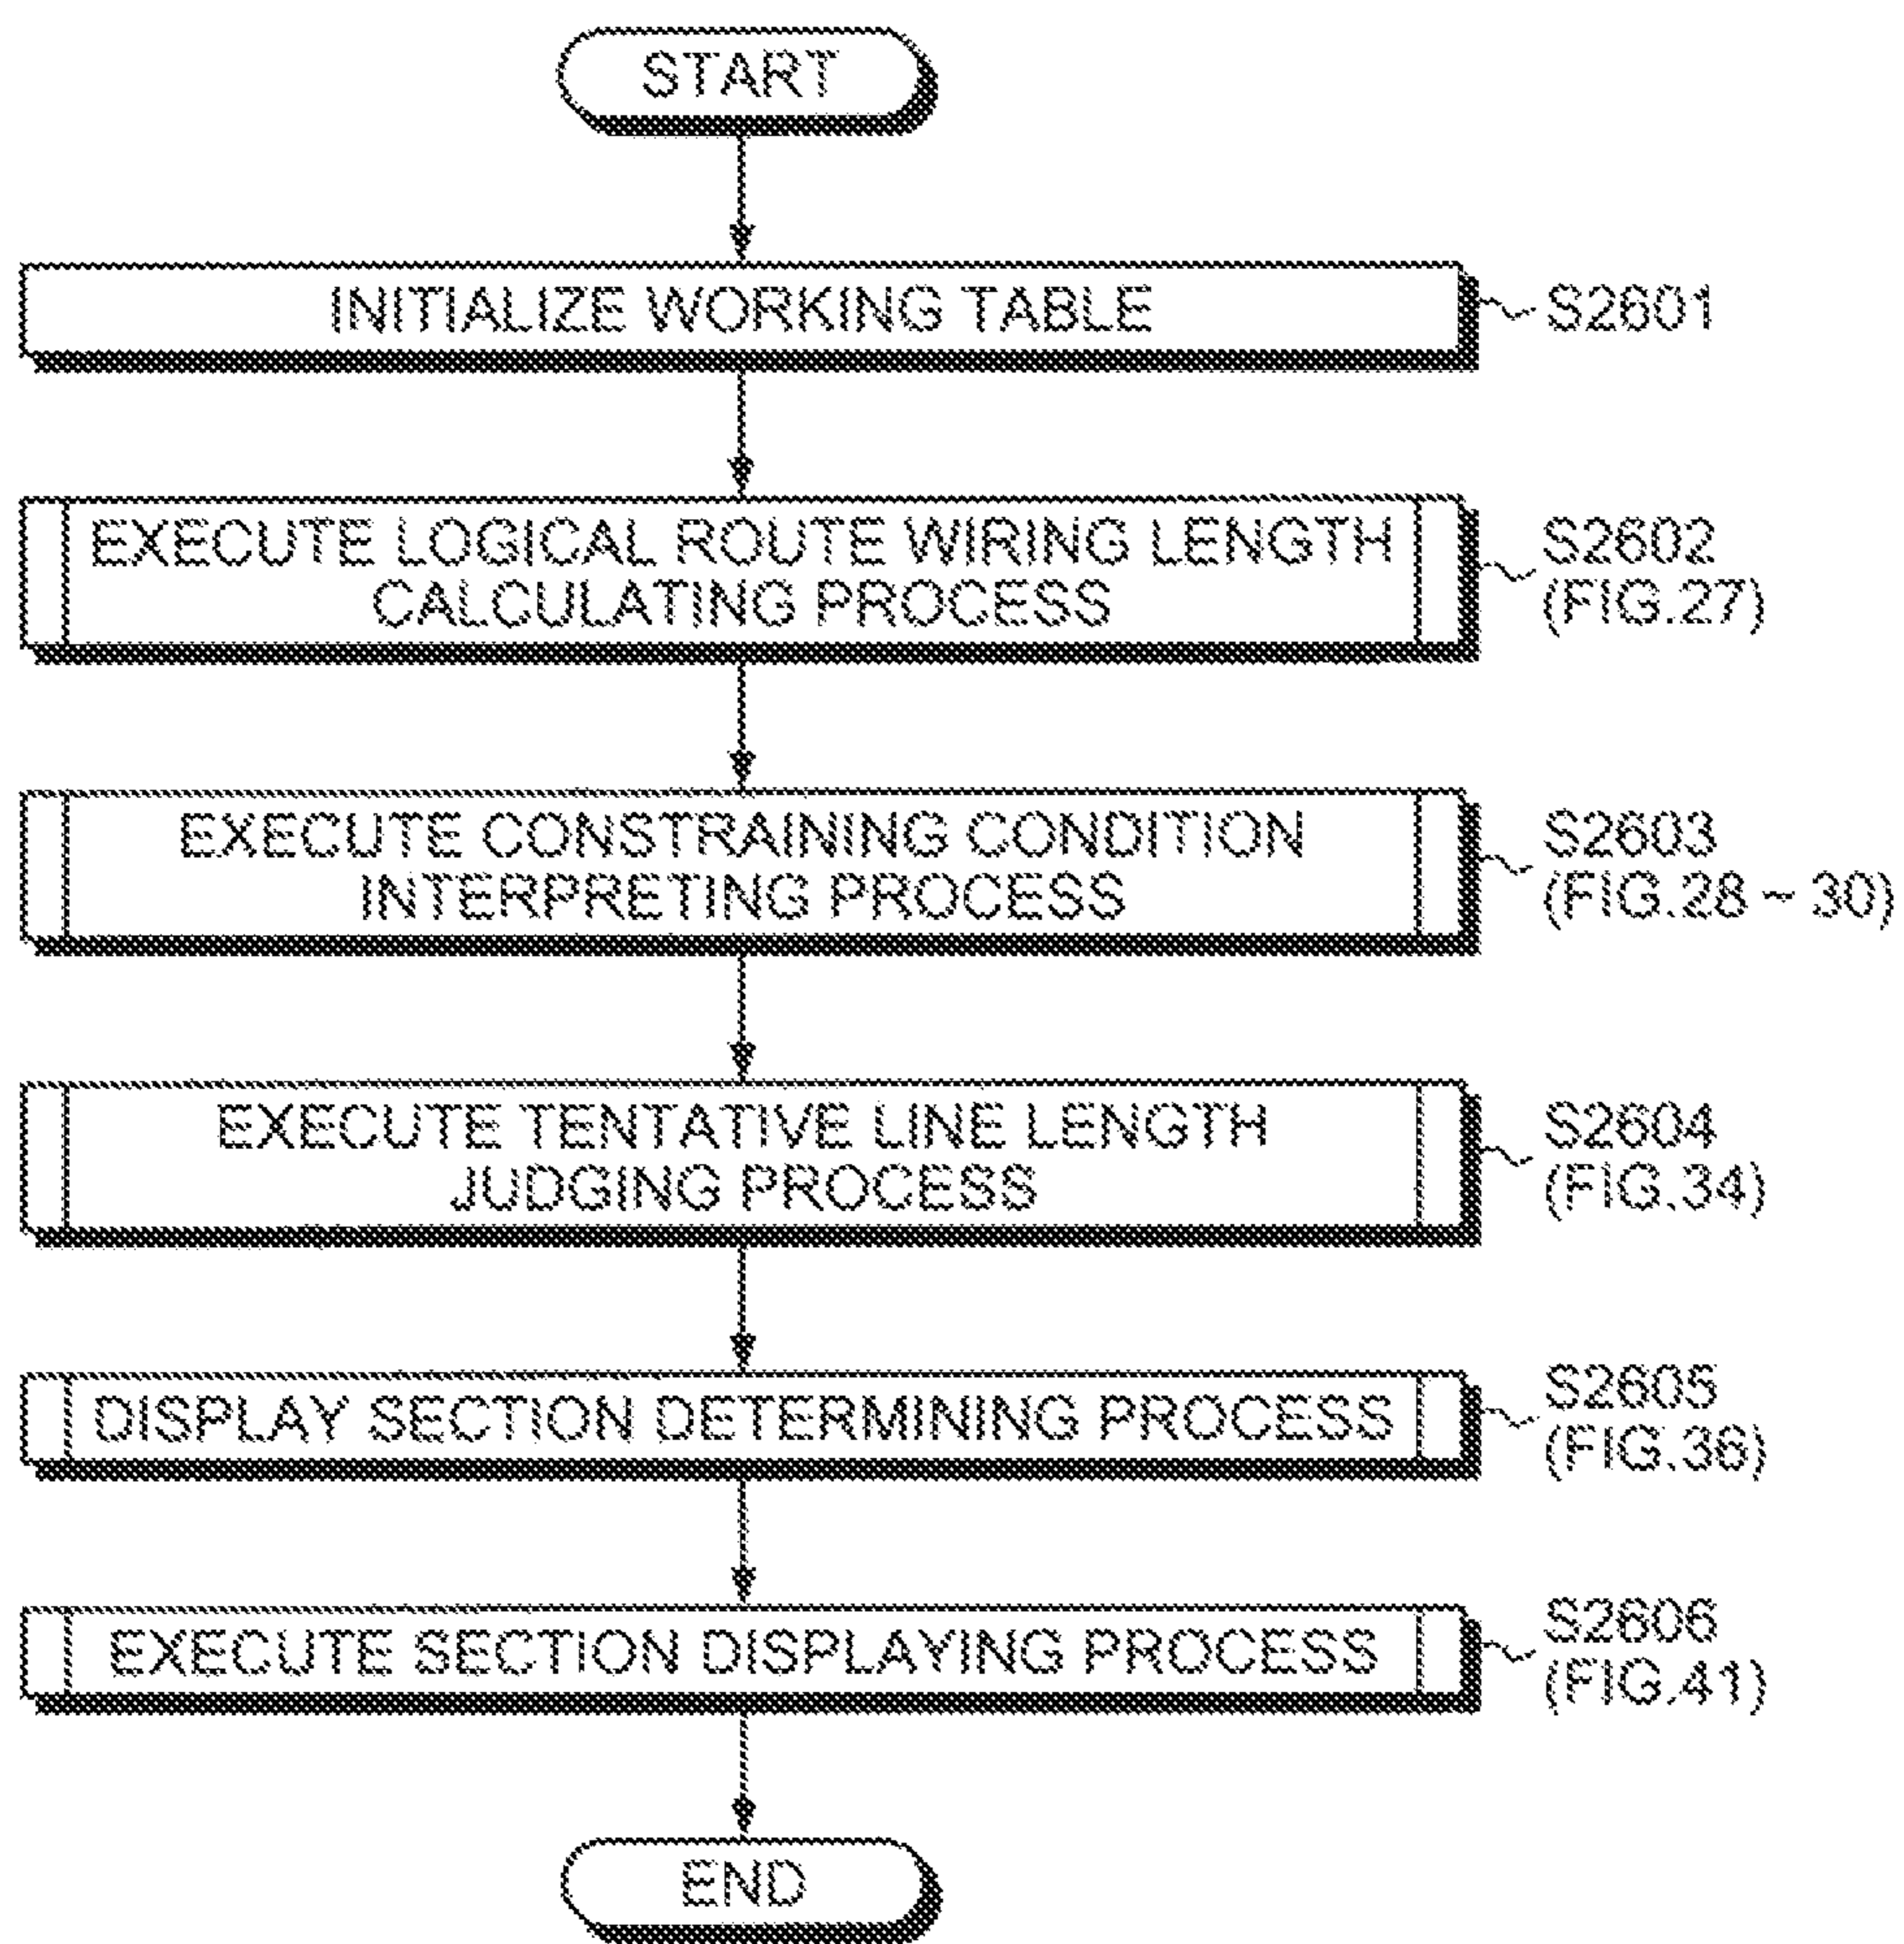 START
INITIALIZE WORKING TABLE
S2601
EXECUTE LOGICAL ROUTE WIRING LENGTH
CALCULATING PROCESS
S2602
(FIG.27)
EXECUTE CONSTRAINING CONDITION
INTERPRETING PROCESS
S2603
(FIG.28 ~ 30)
EXECUTE TENTATIVE LINE LENGTH
JUDGING PROCESS
S2604
(FIG.34)
DISPLAY SECTION DETERMINING PROCESS
S2605
(FIG.36)
EXECUTE SECTION DISPLAYING PROCESS
S2606
(FIG.41)
END